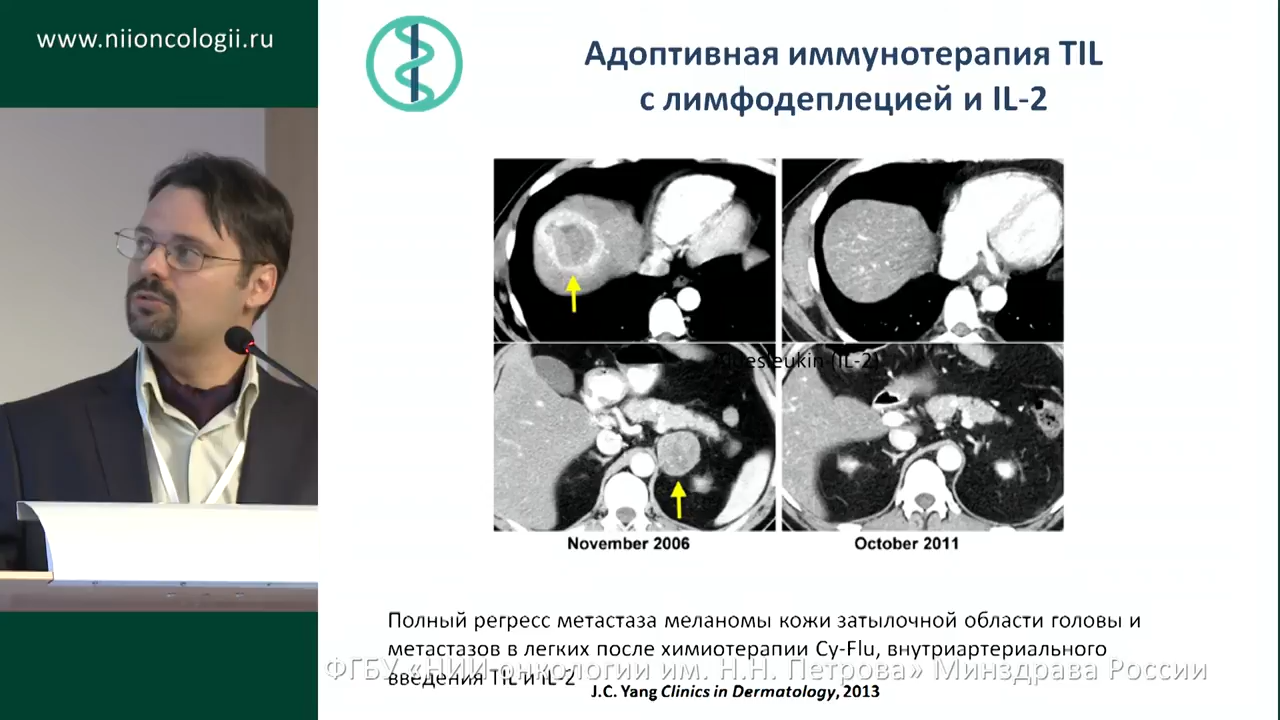 www.niioncologii.ru
Адоптивная иммунотерапия TIL
с лимфодеплецией и IL-2
(IL-2)
November 2006
October 2011
Полный регресс метастаза меланомы кожи затылочной области головы и
метастазов в легких после химиотерапии Cy-Flu, внутриартериального
введения TIL и IL-2
ФГБУ «НИИ онкологии им. Н.Н. Петрова» Минздрава России
J.C. Yang Clinics in Dermatology, 2013